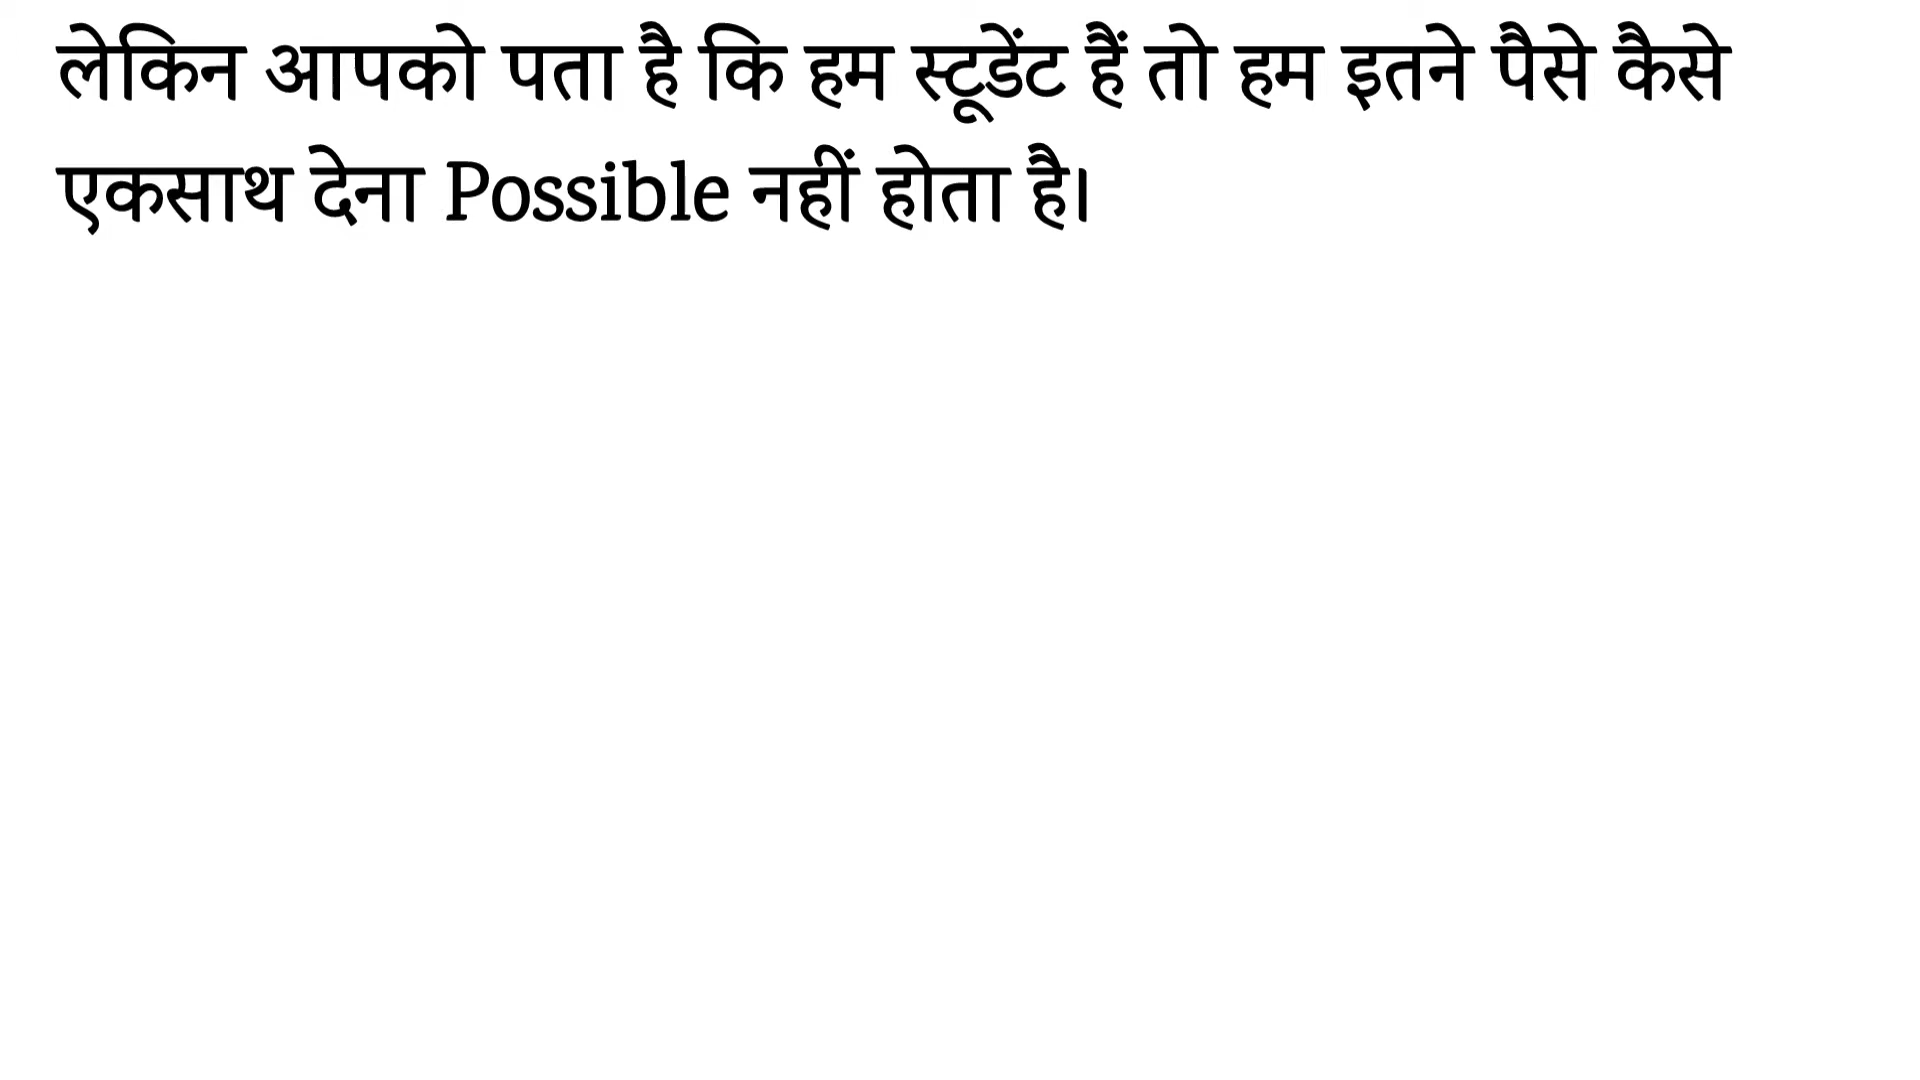 लेकिन आपको पता है कि हम स्टूडेंट हैं तो हम इतने पैसे कैसे
एकसाथ देना Possible नहीं होता है।